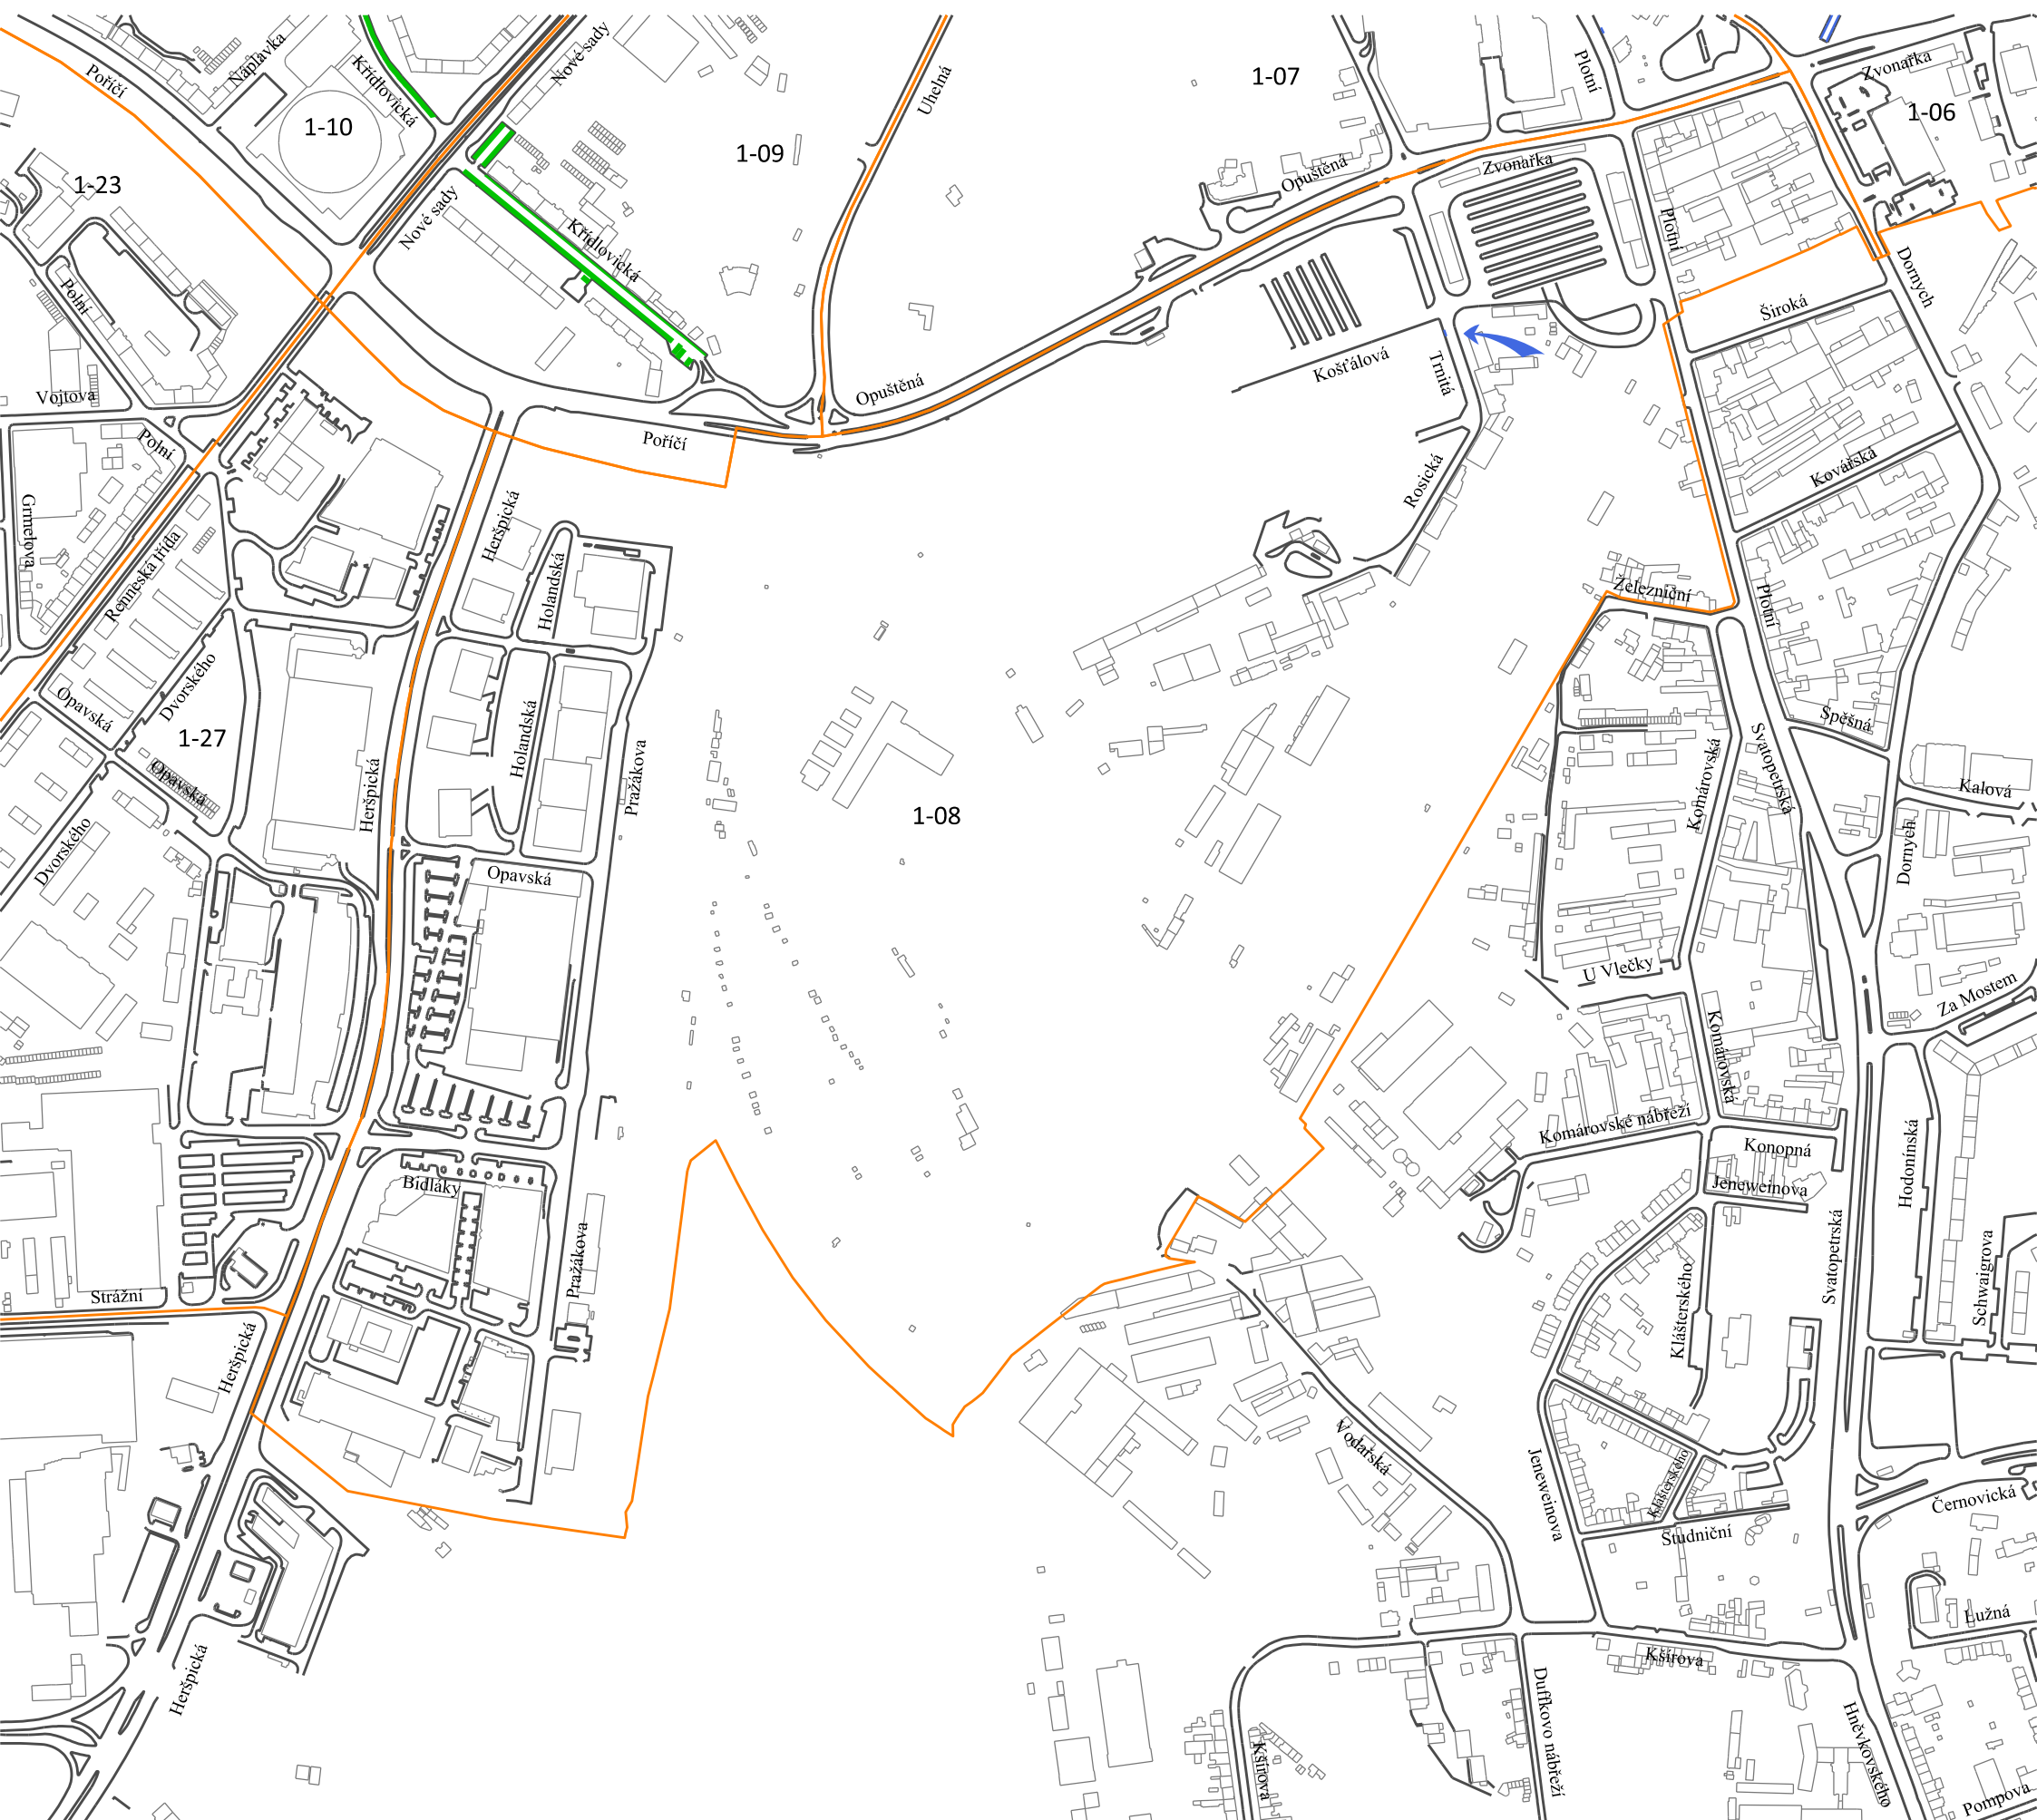 Nové sady
Náplavka
Poříčí
Křídlovická
Uhelná
1-07
Plotní
Zvonařka
1-06
1-10
1-09
1-23
Opuštěná
Zvonařka
Nové sady
Křídlovická
Plotní
Polní
Dornych
Široká
Košťálová
Trnitá
Vojtova
Opuštěná
Polní
Poříčí
Rosická
Kovářská
Grmelova
Heršpická
Renneská třída
Holandská
Železniční
Plotní
Dvorského
Opavská
Spěšná
1-27
Holandská
Pražákova
Komárovská
Svatopetrská
Opavská
Heršpická
Kalová
1-08
Dvorského
Dornych
Opavská
U Vlečky
Za Mostem
Komárovská
Komárovské nábřeží
Konopná
Hodonínská
Bidláky
Jeneweinova
Pražákova
Svatopetrská
Schwaigrova
Klášterského
Strážní
Heršpická
Vodařská
Jeneweinova
Klášterského
Černovická
Studniční
Lužná
Kšírova
Heršpická
Duffkovo nábřeží
Hněvkovského
Kšírova
Pompova